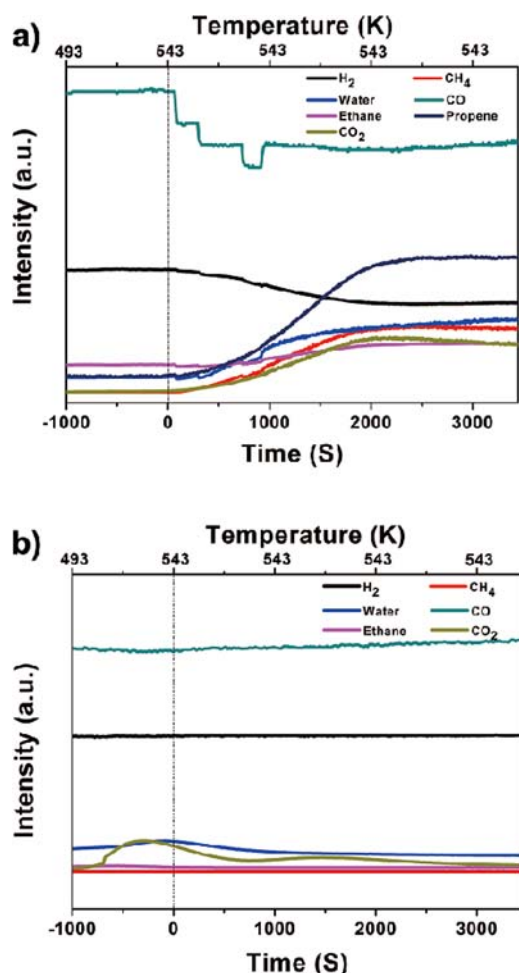 a)
Temperature (K)
493 543 543 543 543
H2 CH4
Water CO
Ethane Propene
CO2
Intensity (a.u.)
-1000 0 1000 2000 3000
Time (S)
b)
Temperature (K)
493 543 543 543 543
H2 CH4
Water CO
Ethane CO2
Intensity (a.u.)
-1000 0 1000 2000 3000
Time (S)